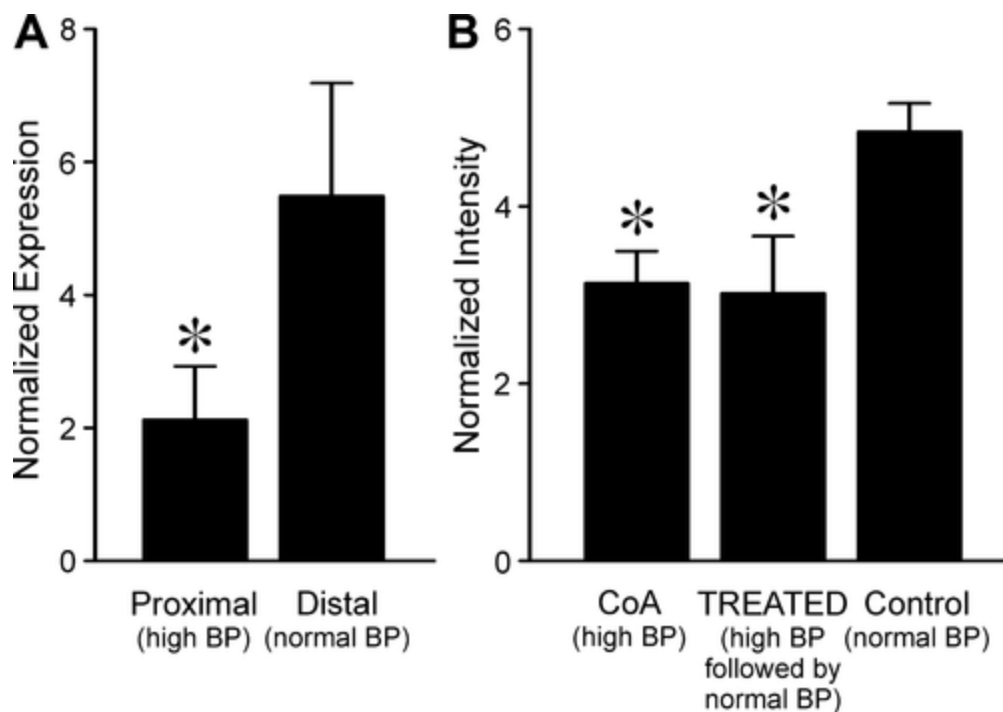 A
8
6
4
2
0
Normalized Expression
*
Proximal
(high BP)
Distal
(normal BP)
B
6
4
2
0
Normalized Intensity
*
*
CoA
(high BP)
TREATED
(high BP
followed by
normal BP)
Control
(normal BP)